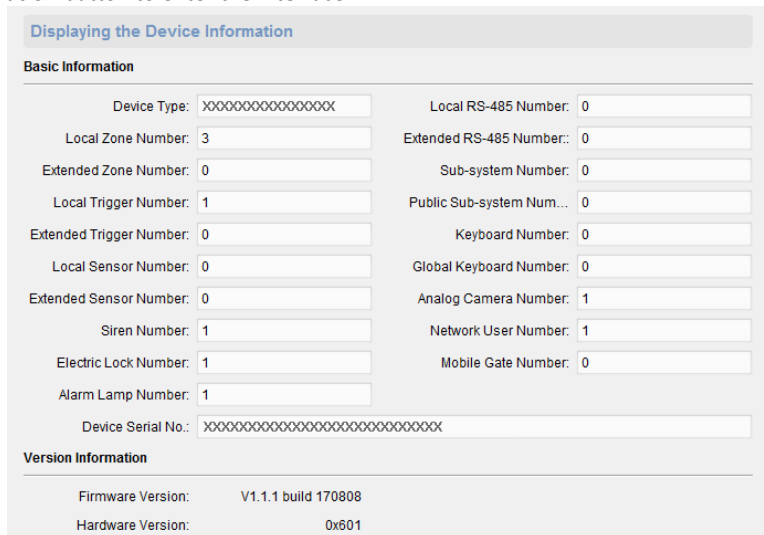 Displaying the Device Information
Basic Information
Device Type: XXXXXXXXXXXXXXX Local RS-485 Number: 0
Local Zone Number: 3 Extended RS-485 Number:: 0
Extended Zone Number: 0 Sub-system Number: 0
Local Trigger Number: 1 Public Sub-system Num... 0
Extended Trigger Number: 0 Keyboard Number: 0
Local Sensor Number: 0 Global Keyboard Number: 0
Extended Sensor Number: 0 Analog Camera Number: 1
Siren Number: 1 Network User Number: 1
Electric Lock Number: 1 Mobile Gate Number: 0
Alarm Lamp Number: 1
Device Serial No.: XXXXXXXXXXXXXXXXXXXXXXXXXXX
Version Information
Firmware Version: V1.1.1 build 170808
Hardware Version: 0x601